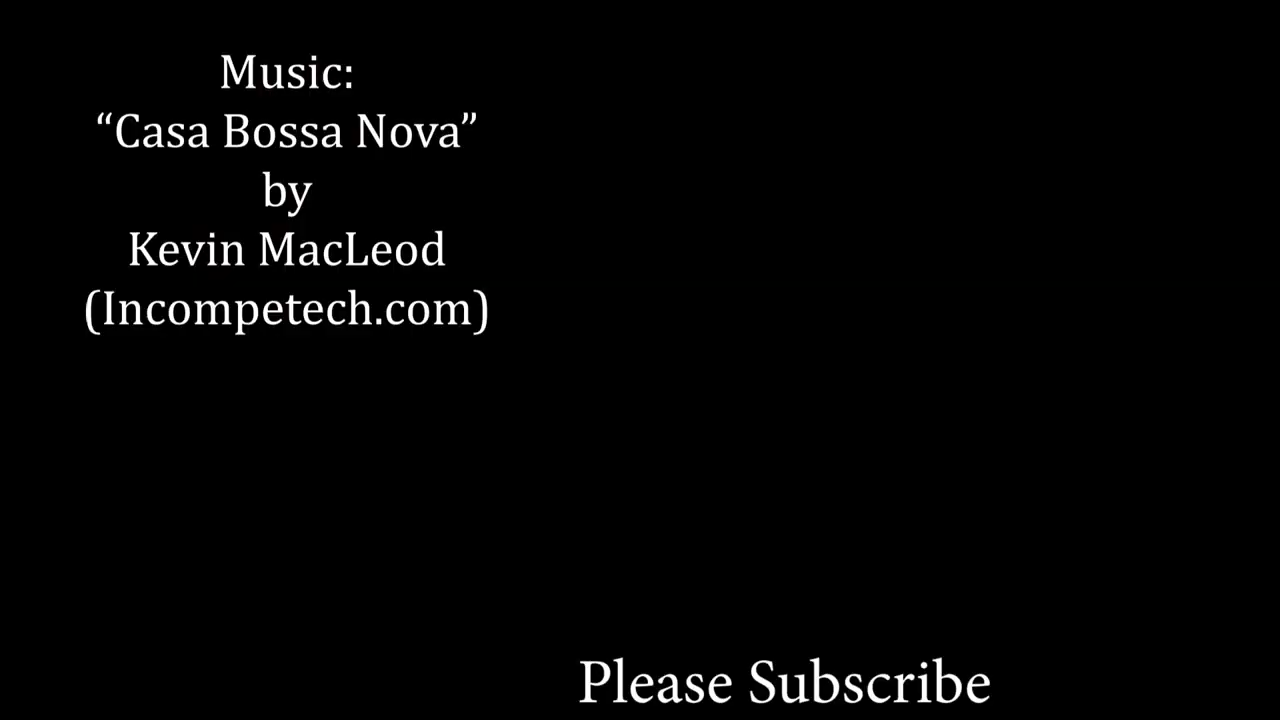 Music:
“Casa Bossa Nova”
by
Kevin MacLeod
(Incompetech.com)
Please Subscribe